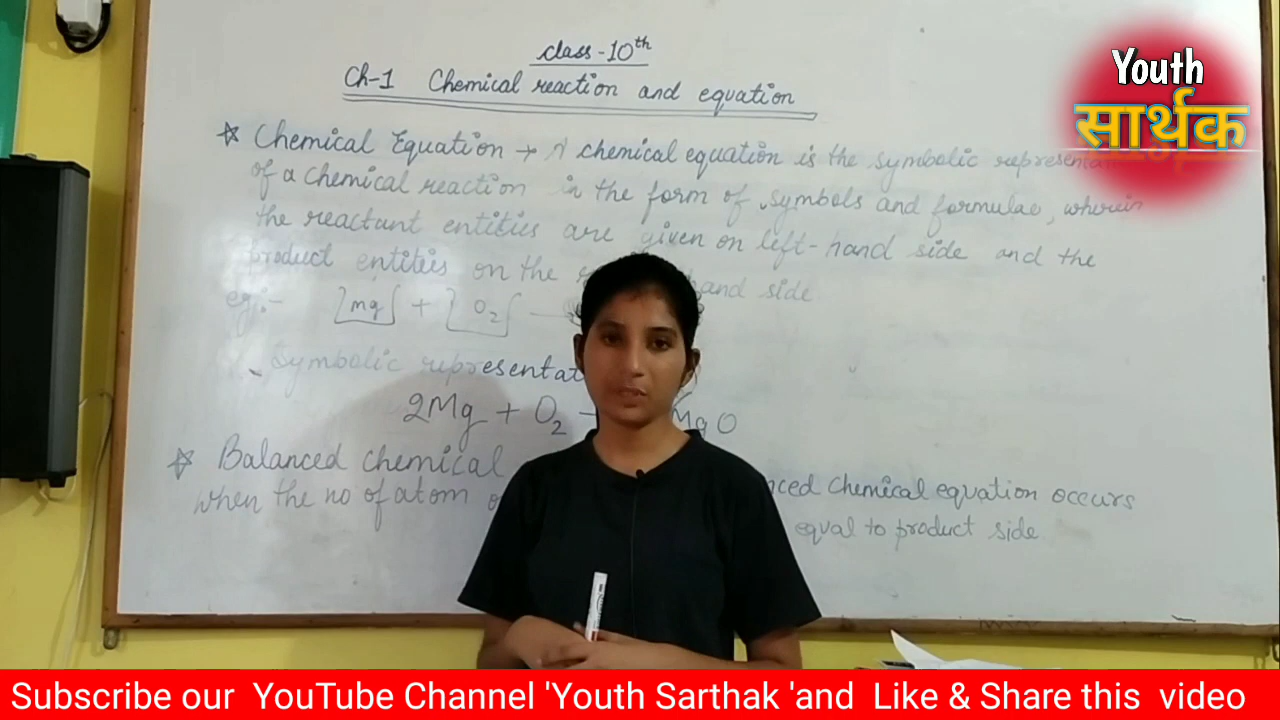 class-10th
Ch-1 Chemical reaction and equation
Youth
सार्थक
☆ Chemical Equation → A chemical equation is the symbolic
of a chemical reaction in the form of symbols and formulae, wherein
the reactant entities are given on left-hand side and the
product entities on the hand side
eg:- [mg] + [O2]
Symbolic
2Mg + O2 MgO
☆ Balanced chemical chemical equation occurs
when the no of atom equal to product side.
Subscribe our YouTube Channel 'Youth Sarthak 'and Like & Share this video